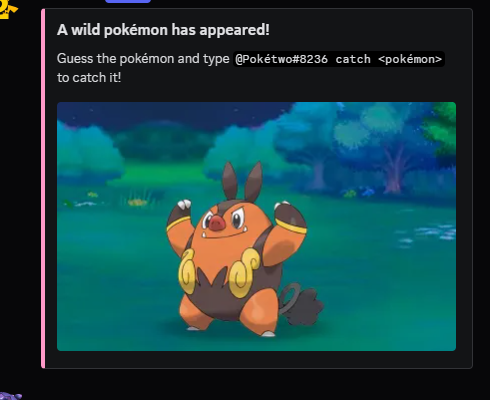 A wild pokémon has appeared!
Guess the pokémon and type @Pokétwo#8236 catch <pokémon>
to catch it!